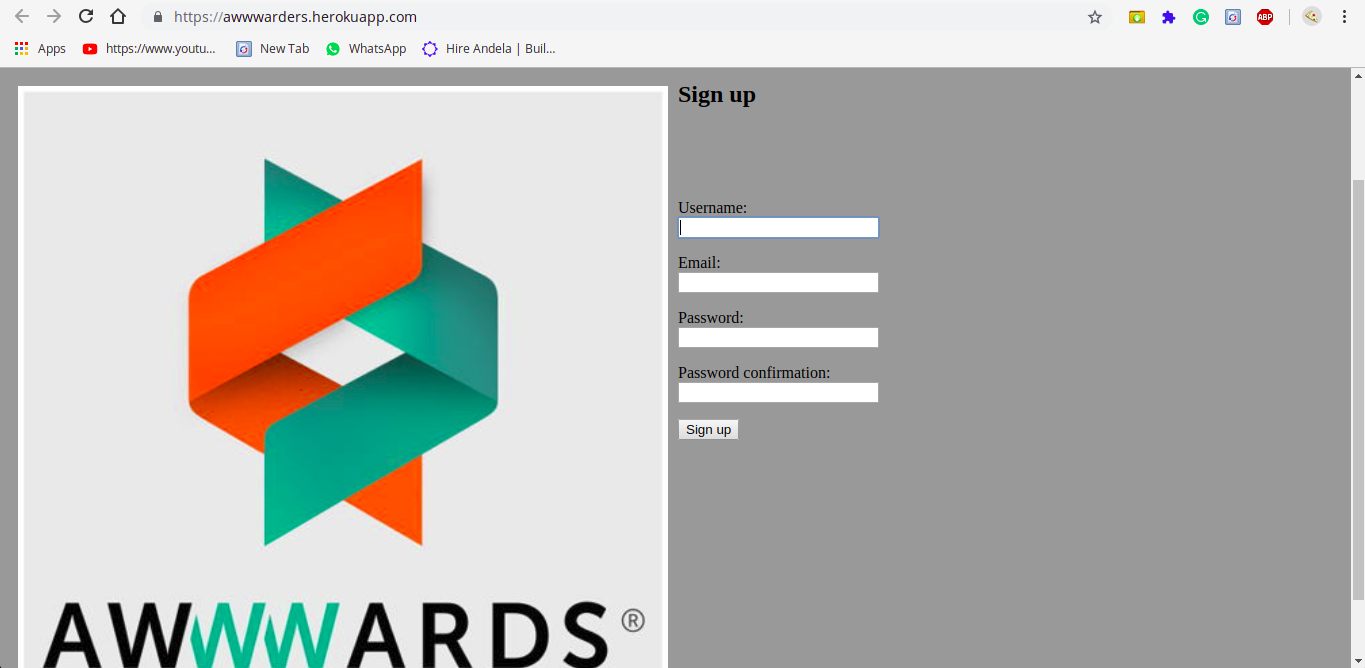 https://awwwarders.herokuapp.com
ABP
Apps
https://www.youtu...
New Tab
WhatsApp
Hire Andela | Buil...
Sign up
Username:
Email:
Password:
Password confirmation:
Sign up
AWWWARDS®